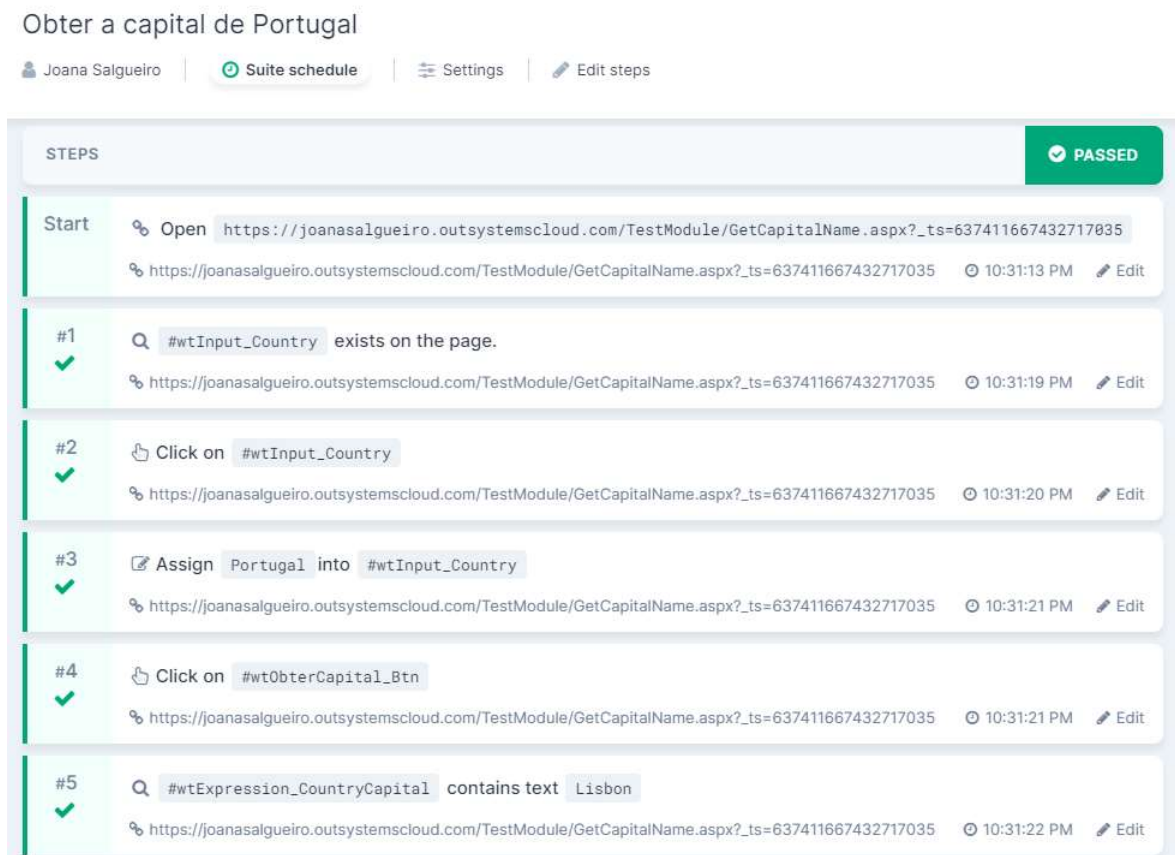 Obter a capital de Portugal
Joana Salgueiro Suite schedule Settings Edit steps
STEPS PASSED
Start Open https://joanasalgueiro.outsystemscloud.com/TestModule/GetCapitalName.aspx?_ts=637411667432717035
https://joanasalgueiro.outsystemscloud.com/TestModule/GetCapitalName.aspx?_ts=637411667432717035 10:31:13 PM Edit
#1 #wtInput_Country exists on the page.
https://joanasalgueiro.outsystemscloud.com/TestModule/GetCapitalName.aspx?_ts=637411667432717035 10:31:19 PM Edit
#2 Click on #wtInput_Country
https://joanasalgueiro.outsystemscloud.com/TestModule/GetCapitalName.aspx?_ts=637411667432717035 10:31:20 PM Edit
#3 Assign Portugal into #wtInput_Country
https://joanasalgueiro.outsystemscloud.com/TestModule/GetCapitalName.aspx?_ts=637411667432717035 10:31:21 PM Edit
#4 Click on #wtObterCapital_Btn
https://joanasalgueiro.outsystemscloud.com/TestModule/GetCapitalName.aspx?_ts=637411667432717035 10:31:21 PM Edit
#5 #wtExpression_CountryCapital contains text Lisbon
https://joanasalgueiro.outsystemscloud.com/TestModule/GetCapitalName.aspx?_ts=637411667432717035 10:31:22 PM Edit